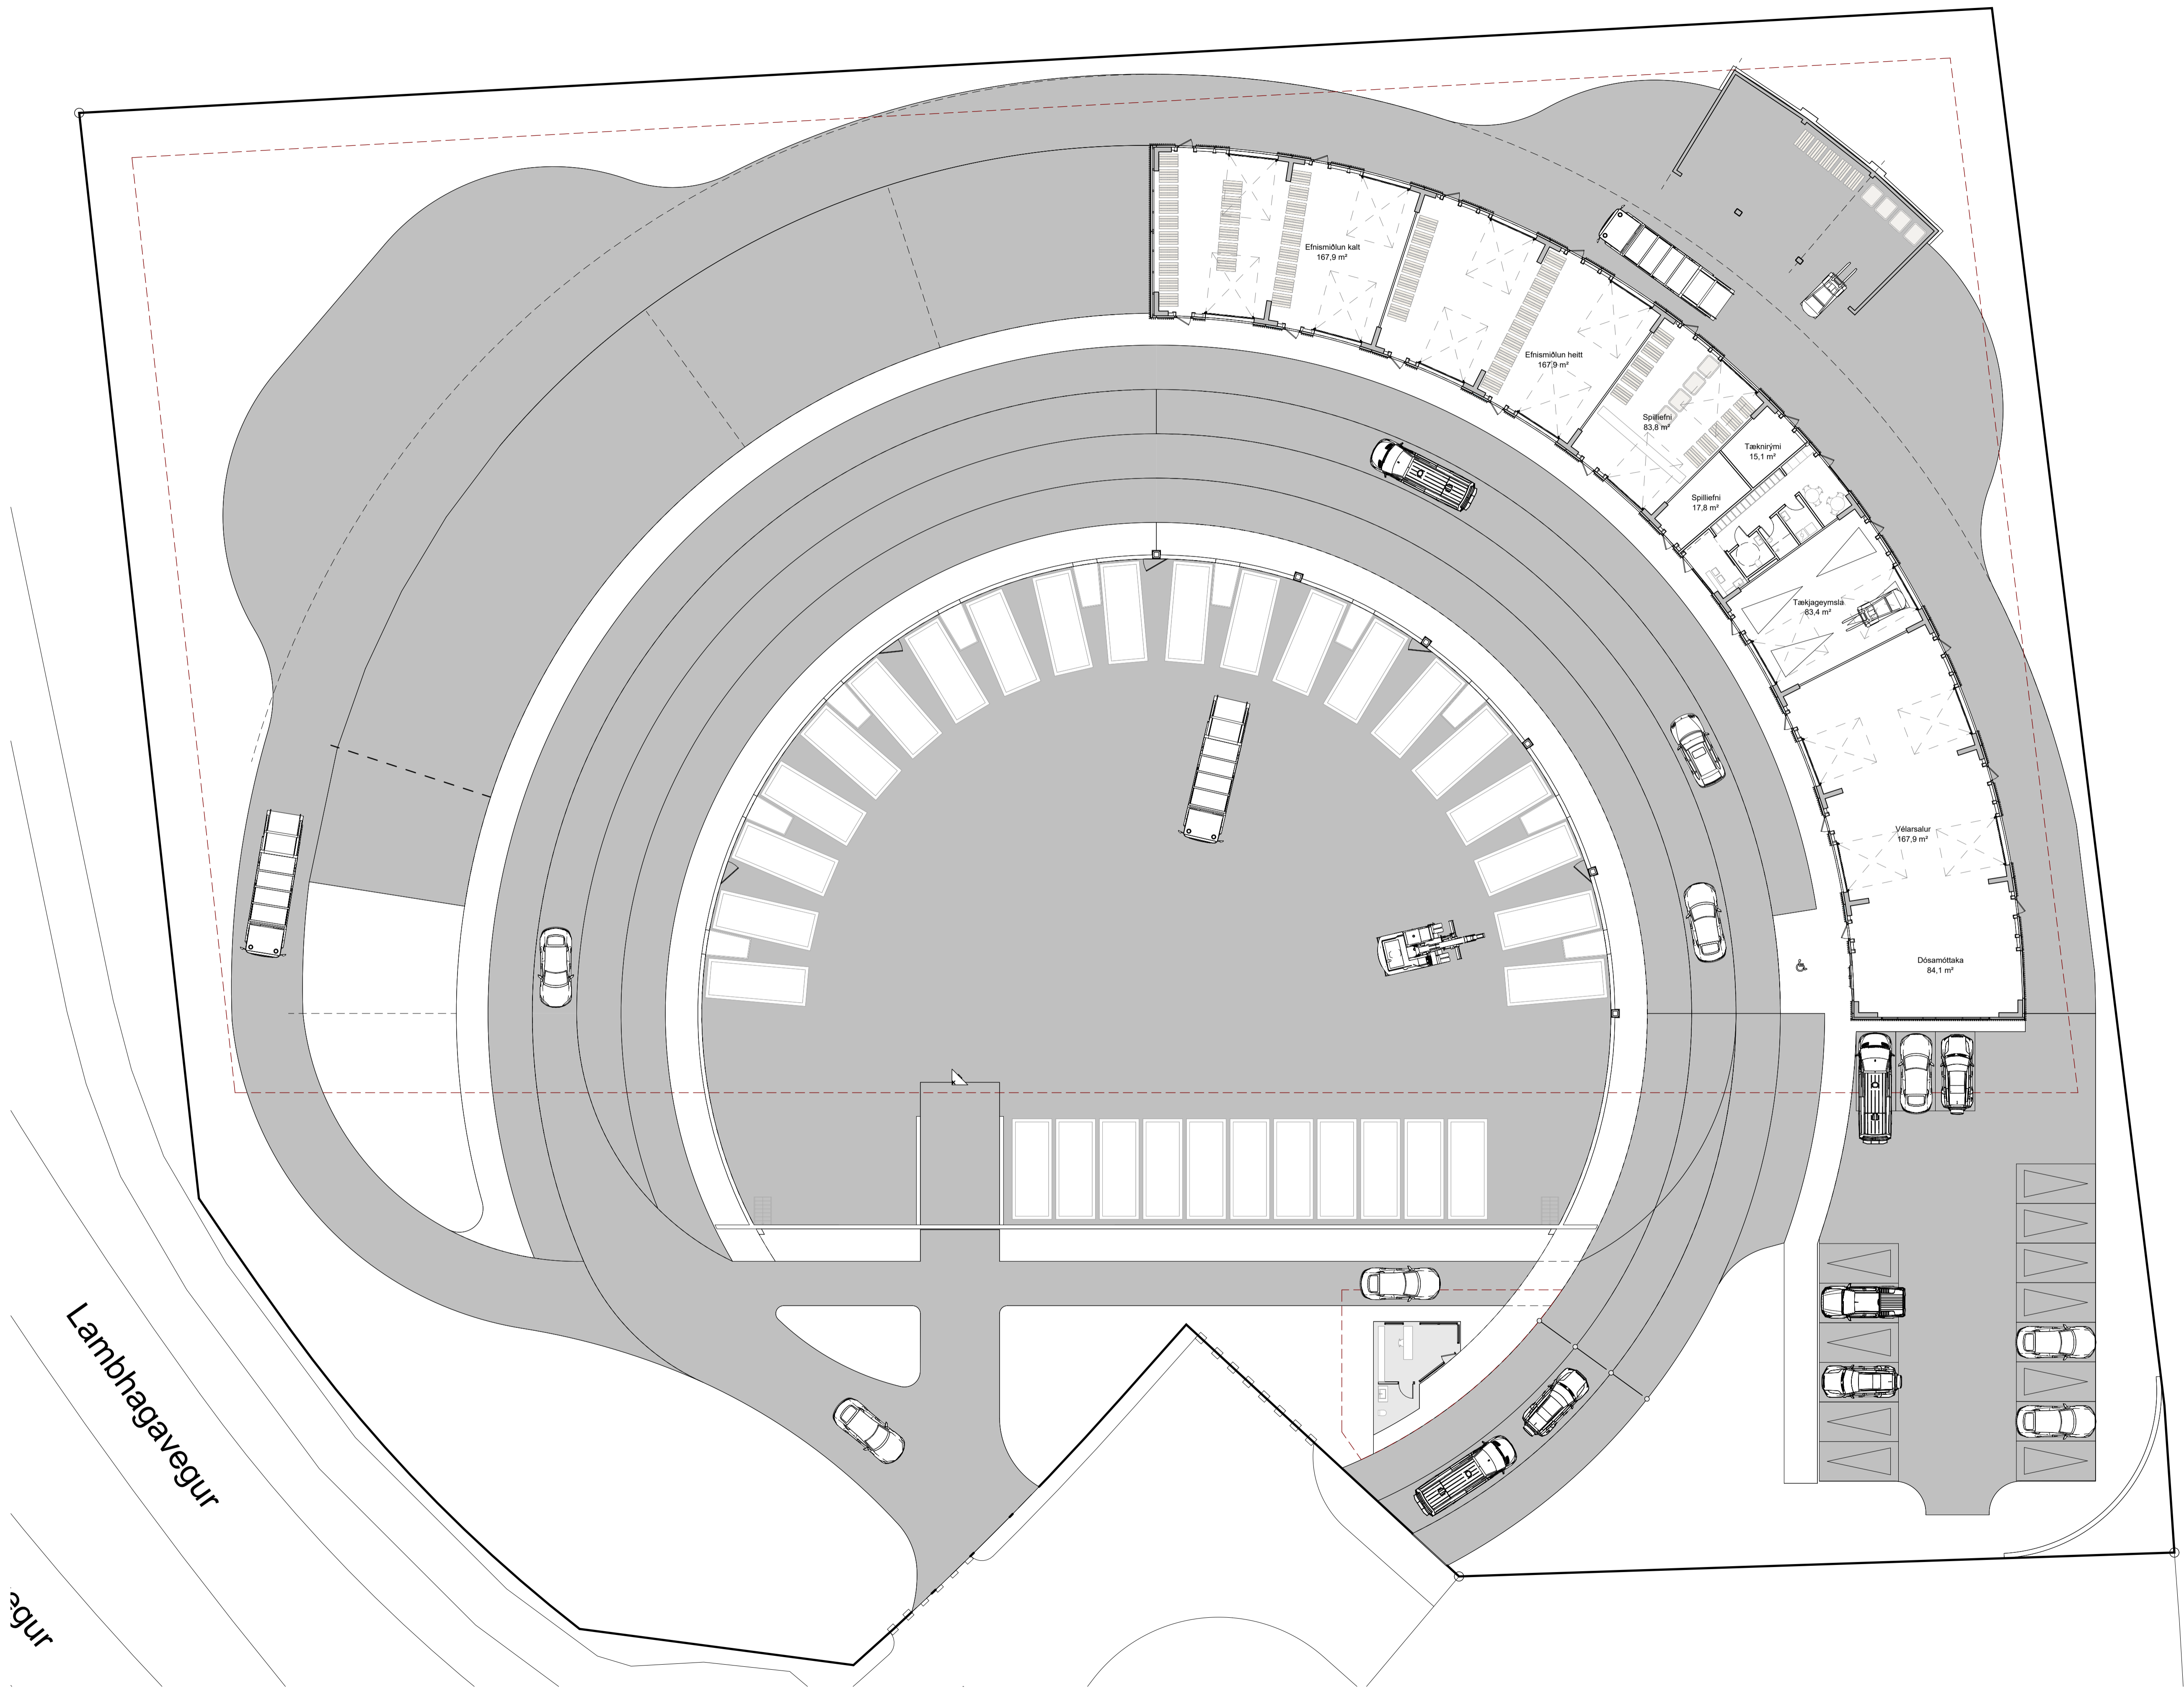 Efnismiðlun kalt
167,9 m²
Efnismiðlun heitt
167,9 m²
Spilliefni
83,8 m²
Tæknirými
15,1 m²
Spilliefni
17,8 m²
Tækjageymsla
83,4 m²
Vélarsalur
167,9 m²
Dósamóttaka
84,1 m²
Lambhagavegur
egur